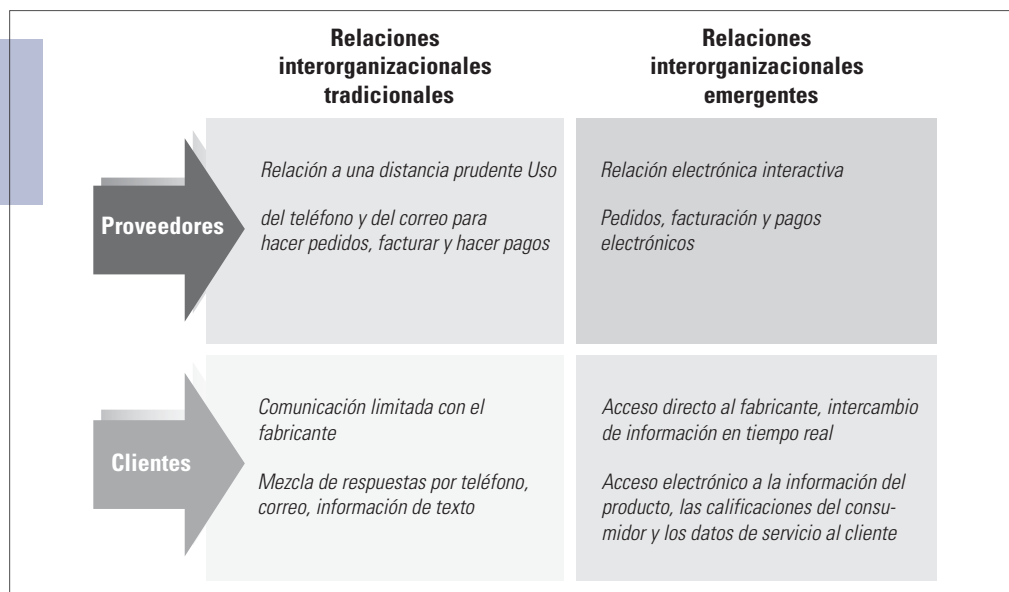 Relaciones
interorganizacionales
tradicionales
Relaciones
interorganizacionales
emergentes
Proveedores
Relación a una distancia prudente Uso
del teléfono y del correo para
hacer pedidos, facturar y hacer pagos
Relación electrónica interactiva
Pedidos, facturación y pagos
electrónicos
Clientes
Comunicación limitada con el
fabricante
Mezcla de respuestas por teléfono,
correo, información de texto
Acceso directo al fabricante, intercambio
de información en tiempo real
Acceso electrónico a la información del
producto, las calificaciones del consu-
midor y los datos de servicio al cliente